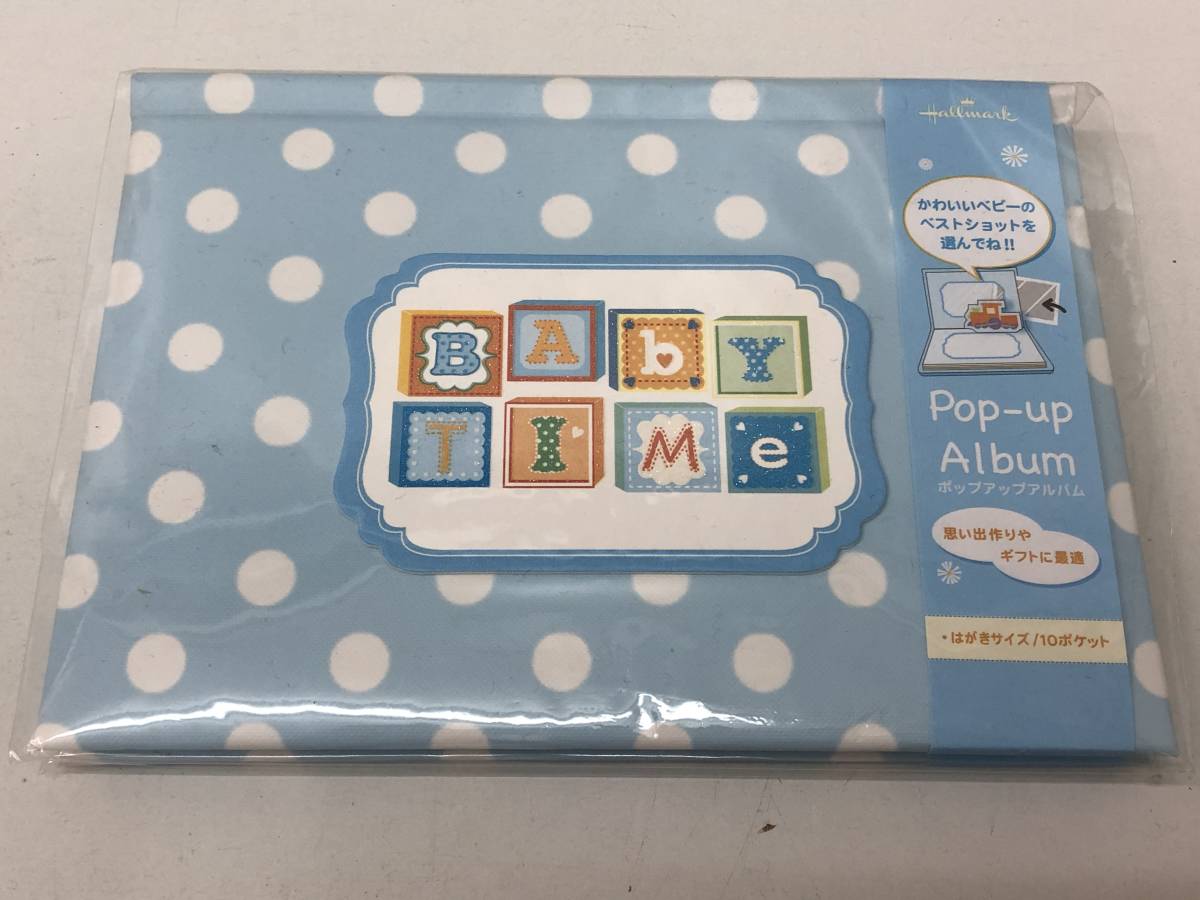 BAbY
TIMe
Hallmark
かわいいベビーの
ベストショットを
選んでね!!
Pop-up
Album
ポップアップアルバム
思い出作りや
ギフトに最適
・はがきサイズ/10ポケット